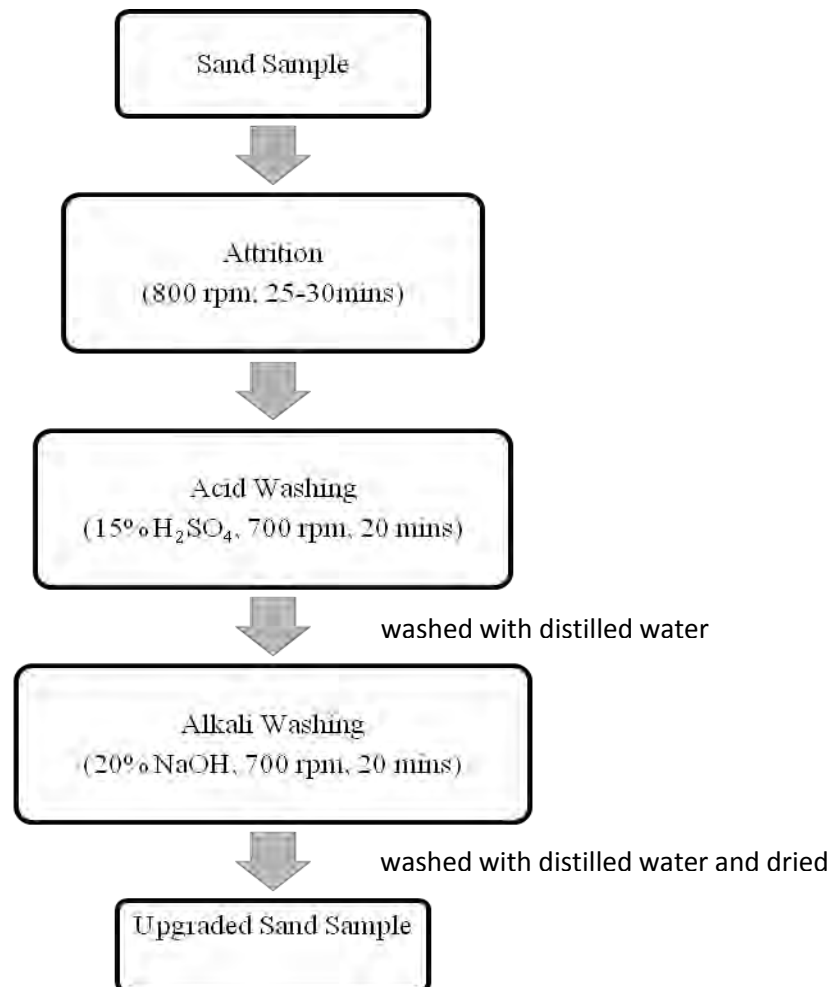 Sand Sample
Attrition
(800 rpm; 25-30mins)
Acid Washing
(15% H₂SO₄, 700 rpm, 20 mins)
washed with distilled water
Alkali Washing
(20% NaOH, 700 rpm, 20 mins)
washed with distilled water and dried
Upgraded Sand Sample